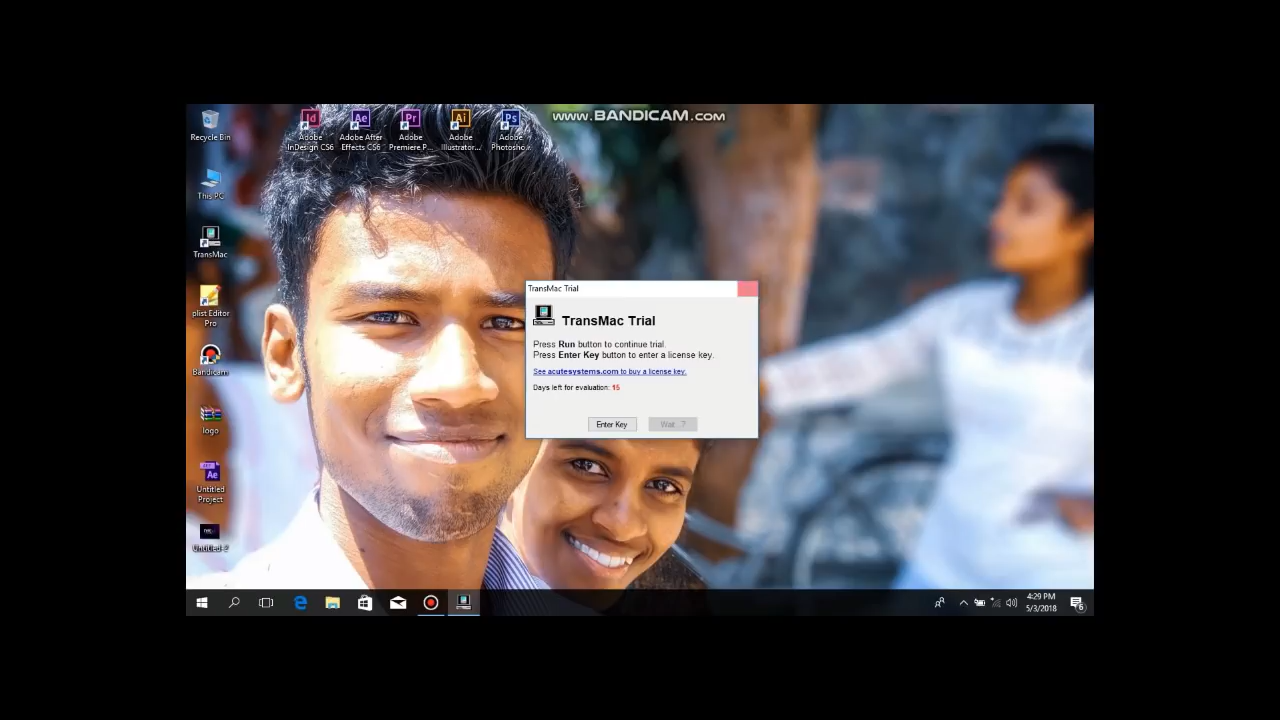 www.BANDICAM.com
Recycle Bin
Adobe
InDesign CS6
Adobe After
Effects CS6
Adobe
Premiere P...
Adobe
Illustrator...
Adobe
Photosho...
This PC
TransMac
plist Editor
Pro
Bandicam
logo
Untitled
Project
Untitled-2
TransMac Trial
TransMac Trial
Press Run button to continue trial.
Press Enter Key button to enter a license key.
See acutesystems.com to buy a license key.
Days left for evaluation: 15
Enter Key
Wait...7
4:29 PM
5/3/2018
6